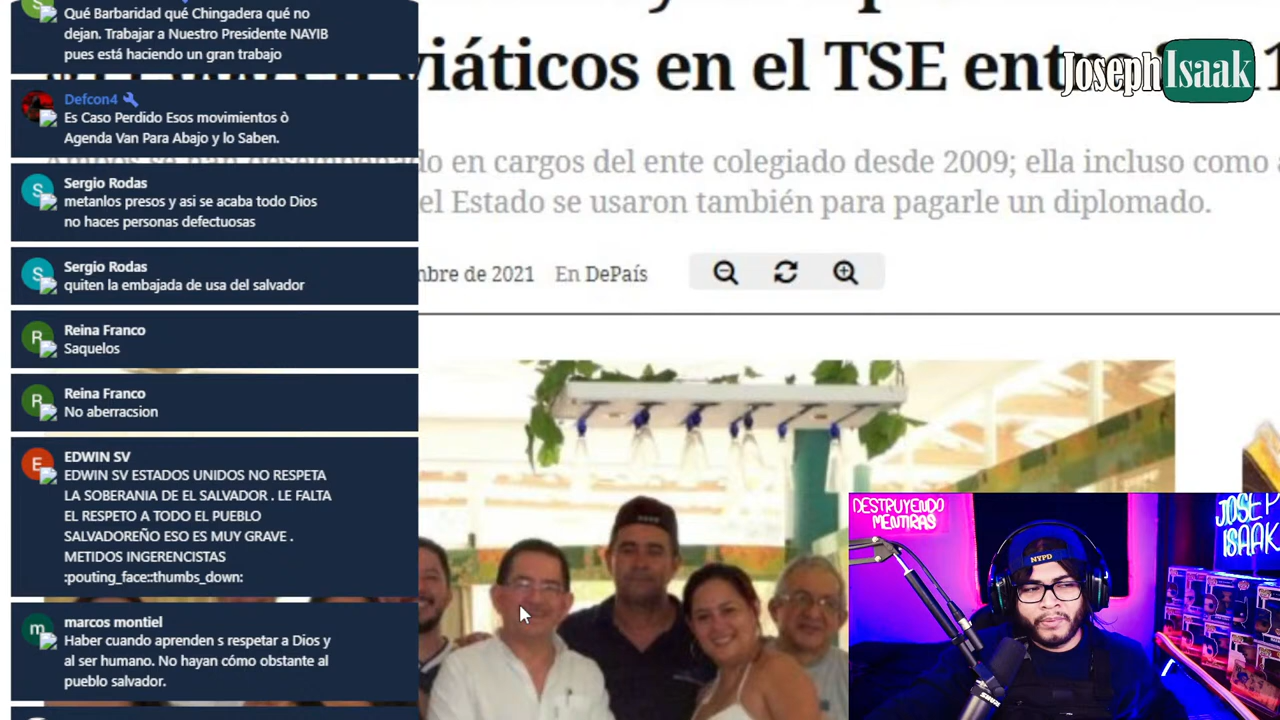 Qué Barbaridad qué Chingadera qué no
dejan. Trabajar a Nuestro Presidente NAYIB
pues está haciendo un gran trabajo
Defcon4
Es Caso Perdido Esos movimientos ò
Agenda Van Para Abajo y lo Saben.
Sergio Rodas
metanlos presos y asi se acaba todo Dios
no haces personas defectuosas
Sergio Rodas
quiten la embajada de usa del salvador
Reina Franco
Saquelos
Reina Franco
No aberracsion
EDWIN SV
EDWIN SV ESTADOS UNIDOS NO RESPETA
LA SOBERANIA DE EL SALVADOR . LE FALTA
EL RESPETO A TODO EL PUEBLO
SALVADOREÑO ESO ES MUY GRAVE .
METIDOS INGERENCISTAS
:pouting_face::thumbs_down:
marcos montiel
Haber cuando aprenden s respetar a Dios y
al ser humano. No hayan cómo obstante al
pueblo salvador.
viáticos en el TSE
JosephIsaak
en cargos del ente colegiado desde 2009; ella incluso como
el Estado se usaron también para pagarle un diplomado.
de 2021 En DePaís
DESTRUYENDO
MENTIRAS
NYPD
JOSEP
ISAAK
NYPD